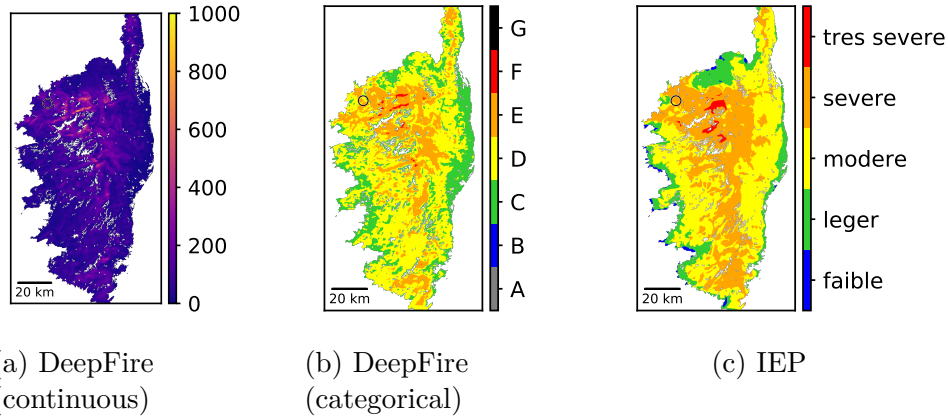 1000
800
600
400
200
0
20 km
G
F
E
D
C
B
A
20 km
tres severe
severe
modere
leger
faible
20 km
a) DeepFire
continuous)
(b) DeepFire
(categorical)
(c) IEP